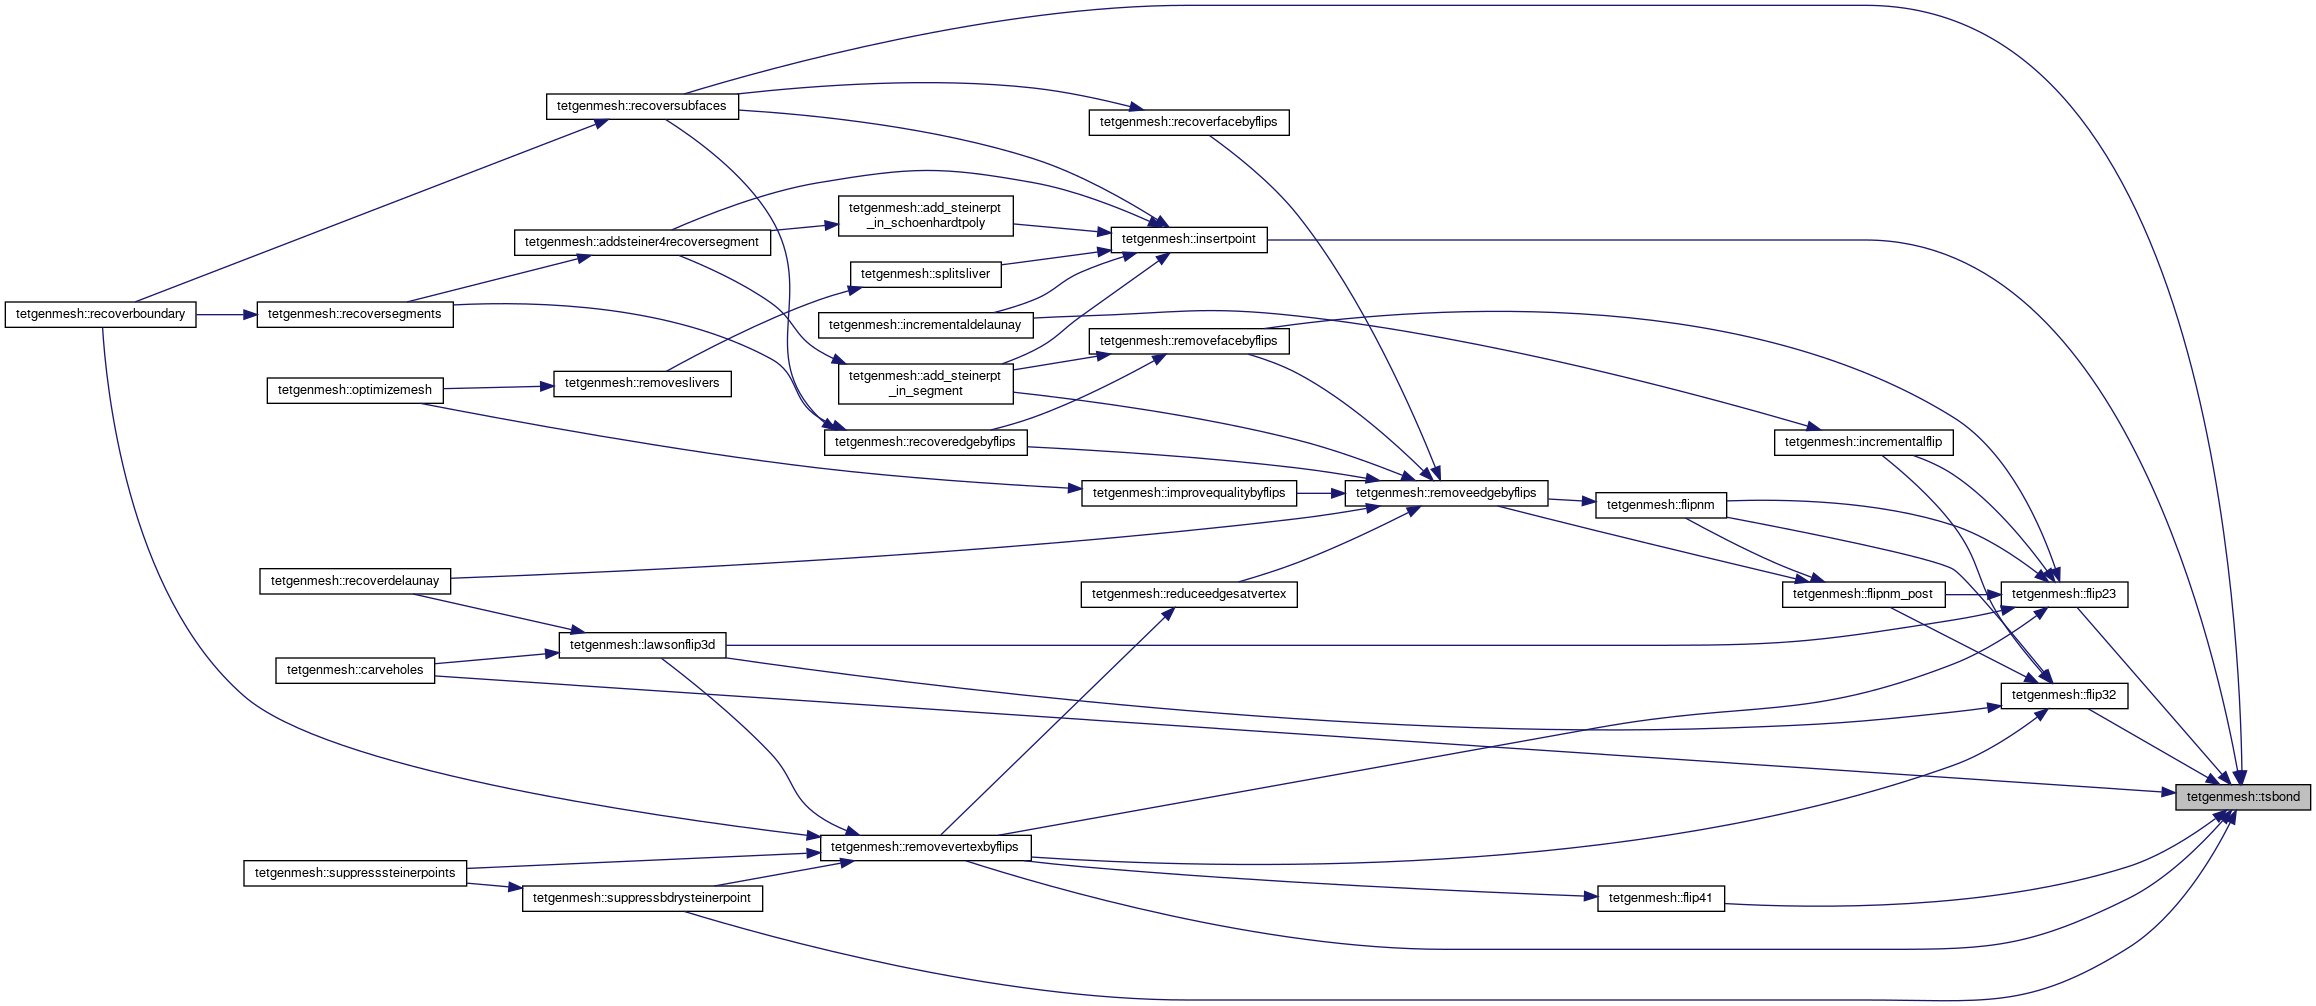 tetgenmesh::recoversubfaces
tetgenmesh::recoverfacebyflips
tetgenmesh::add_steinerpt
_in_schoenhardtpoly
tetgenmesh::addsteiner4recoversegment
tetgenmesh::insertpoint
tetgenmesh::splitsliver
tetgenmesh::recoverboundary
tetgenmesh::recoversegments
tetgenmesh::incrementaldelaunay
tetgenmesh::removefacebyflips
tetgenmesh::optimizemesh
tetgenmesh::removeslivers
tetgenmesh::add_steinerpt
_in_segment
tetgenmesh::recoveredgebyflips
tetgenmesh::incrementalflip
tetgenmesh::improvequalitybyflips
tetgenmesh::removeedgebyflips
tetgenmesh::flipnm
tetgenmesh::recoverdelaunay
tetgenmesh::reduceedgesatvertex
tetgenmesh::flipnm_post
tetgenmesh::flip23
tetgenmesh::lawsonflip3d
tetgenmesh::carveholes
tetgenmesh::flip32
tetgenmesh::tsbond
tetgenmesh::removevertexbyflips
tetgenmesh::suppresssteinerpoints
tetgenmesh::suppressbdrysteinerpoint
tetgenmesh::flip41